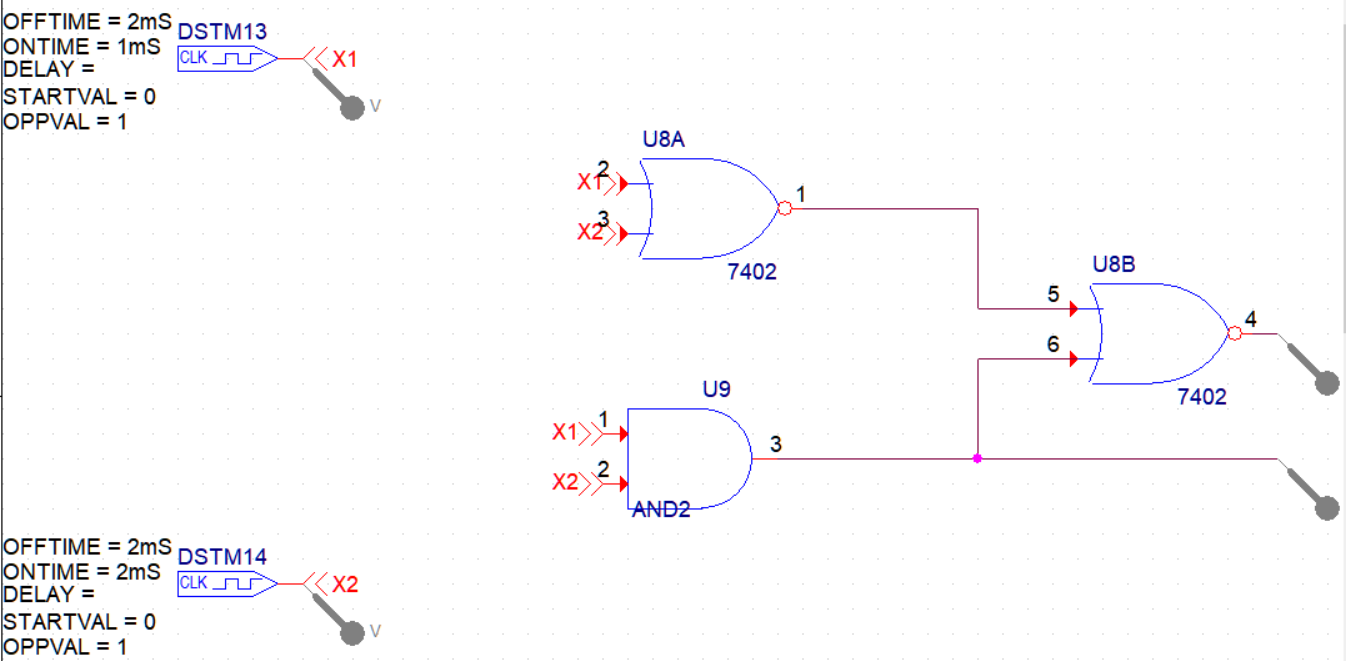 OFFTIME = 2mS
ONTIME = 1mS
DELAY =
STARTVAL = 0
OPPVAL = 1
DSTM13
CLK
X1
V
U8A
X1
2
X2
3
1
7402
U8B
5
6
4
7402
U9
X1
1
X2
2
3
AND2
OFFTIME = 2mS
ONTIME = 2mS
DELAY =
STARTVAL = 0
OPPVAL = 1
DSTM14
CLK
X2
V